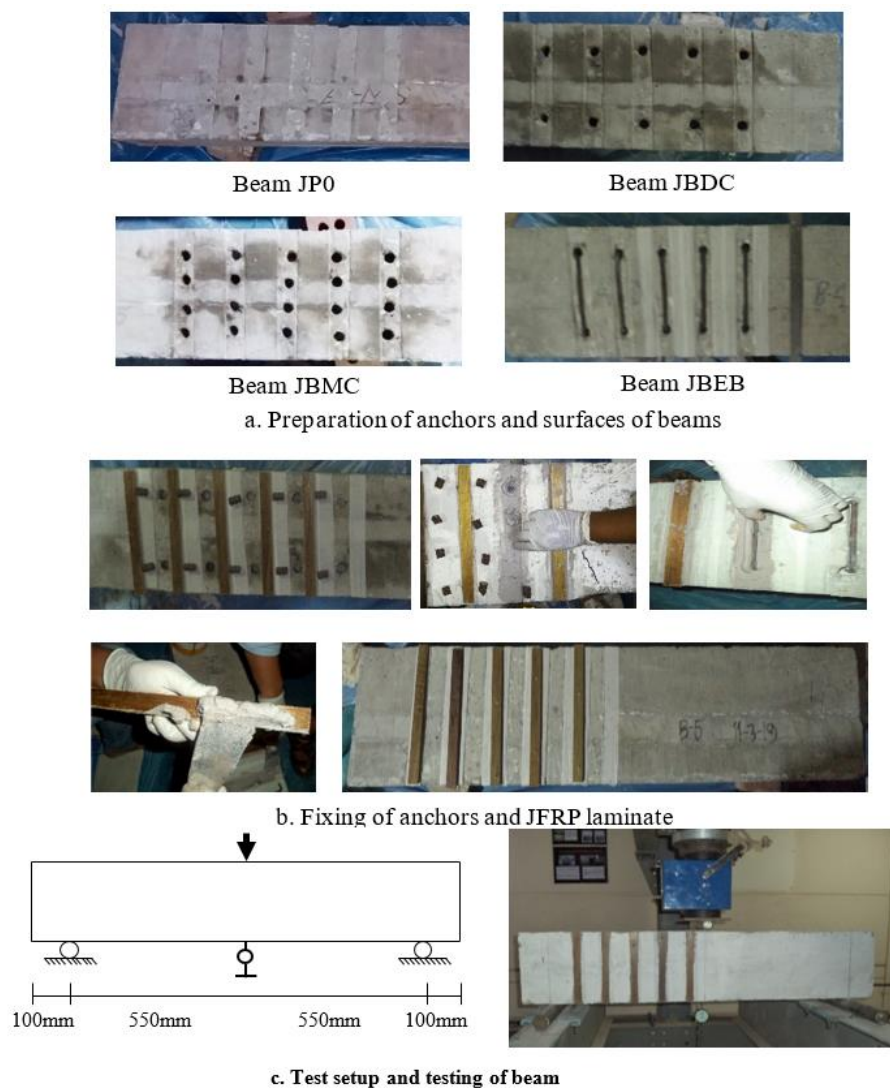 Beam JP0
Beam JBDC
Beam JBMC
Beam JBEB
a. Preparation of anchors and surfaces of beams
B-5
b. Fixing of anchors and JFRP laminate
100mm 550mm 550mm 100mm
c. Test setup and testing of beam